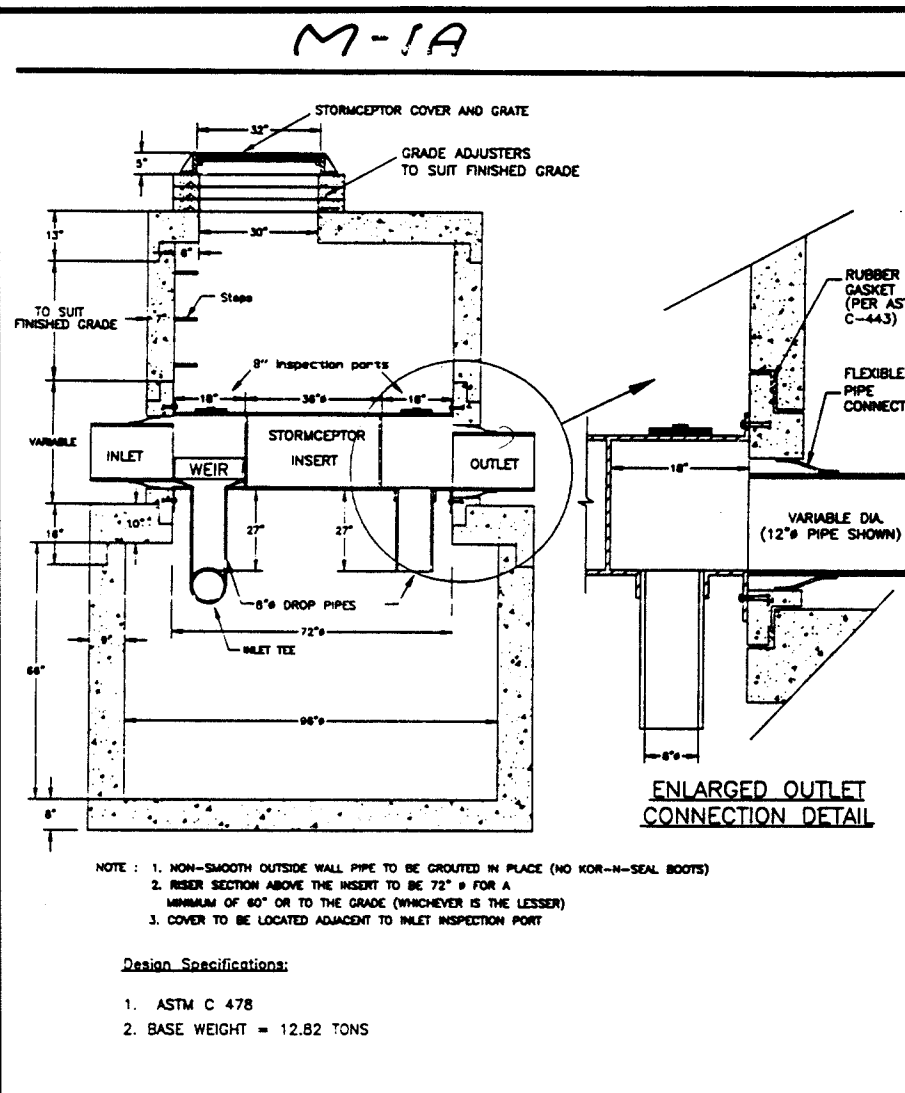 M-1A
STORMCEPTOR COVER AND GRATE
32"
5"
GRADE ADJUSTERS
TO SUIT FINISHED GRADE
13"
30"
6"
Steps
TO SUIT
FINISHED GRADE
7"
8" Inspection ports
18"
36"ø
18"
VARIABLE
INLET
WEIR
STORMCEPTOR
INSERT
OUTLET
10"
27"
27"
8"ø DROP PIPES
72"ø
INLET TEE
9"
96"ø
8"
RUBBER
GASKET
(PER AST
C-443)
FLEXIBLE
PIPE
CONNECT
18"
VARIABLE DIA.
(12"ø PIPE SHOWN)
ENLARGED OUTLET
CONNECTION DETAIL
NOTE : 1. NON-SMOOTH OUTSIDE WALL PIPE TO BE GROUTED IN PLACE (NO KOR-N-SEAL BOOTS)
2. RISER SECTION ABOVE THE INSERT TO BE 72" ø FOR A
MINIMUM OF 60" OR TO THE GRADE (WHICHEVER IS THE LESSER)
3. COVER TO BE LOCATED ADJACENT TO INLET INSPECTION PORT
Design Specifications:
1. ASTM C 478
2. BASE WEIGHT = 12.82 TONS